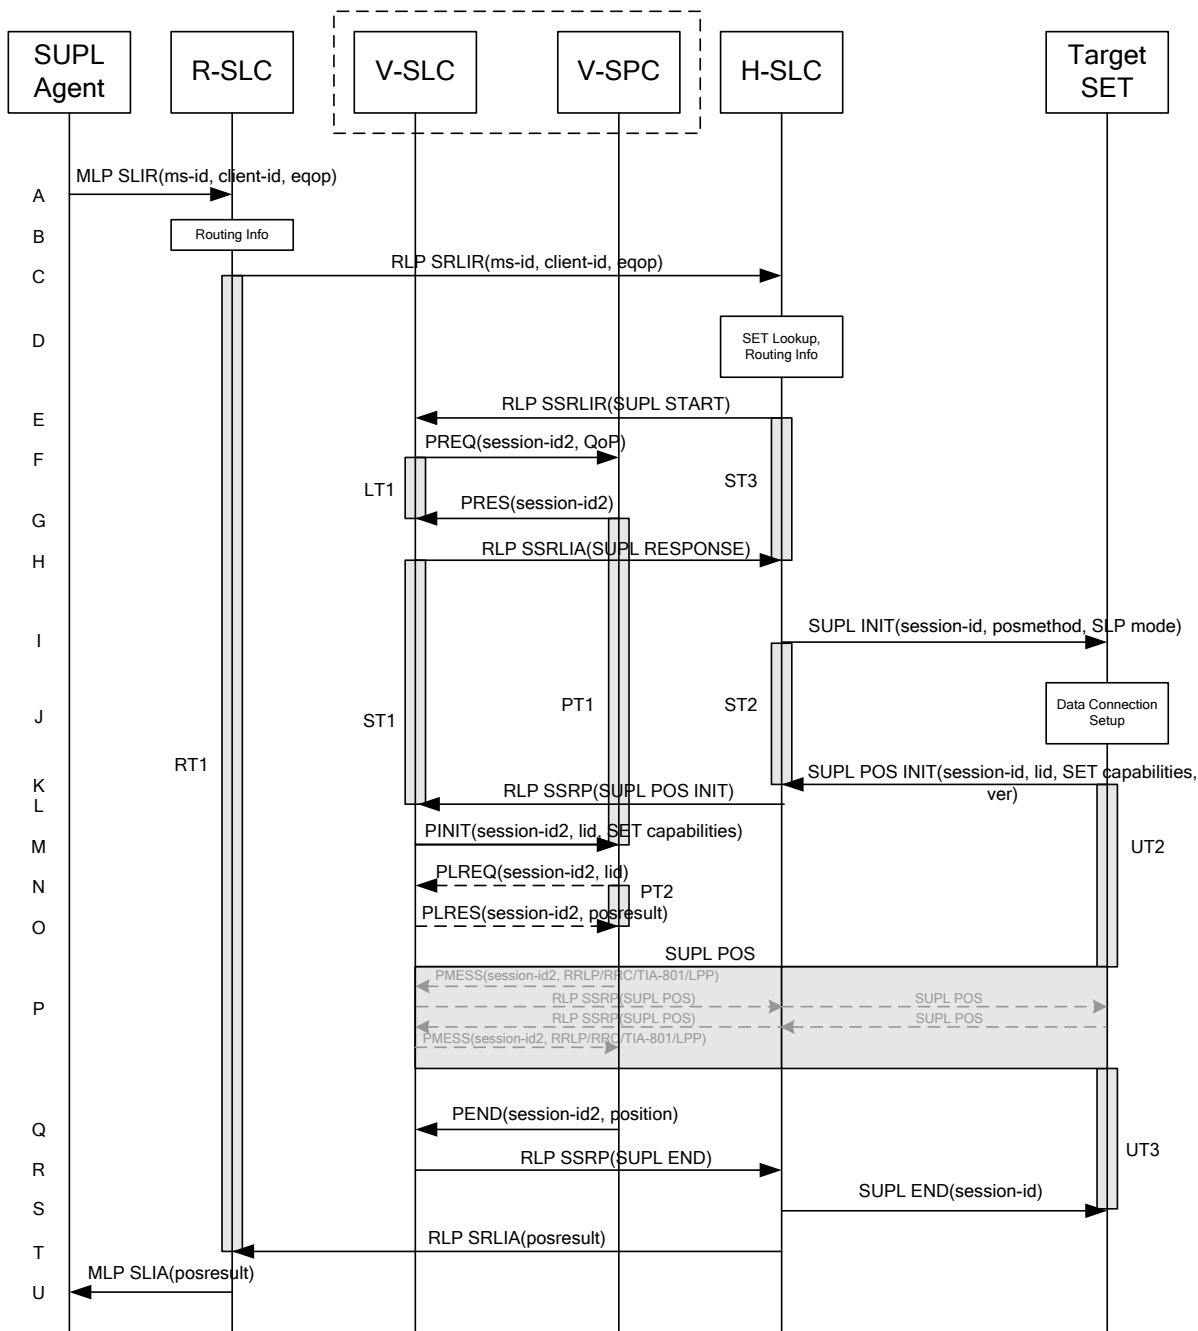 SUPL
Agent
R-SLC
V-SLC
V-SPC
H-SLC
Target
SET
A
MLP SLIR(ms-id, client-id, eqop)
B
Routing Info
C
RLP SRLIR(ms-id, client-id, eqop)
D
SET Lookup,
Routing Info
E
RLP SSRLIR(SUPL START)
F
PREQ(session-id2, QoP)
LT1
ST3
G
PRES(session-id2)
H
RLP SSRLIA(SUPL RESPONSE)
I
SUPL INIT(session-id, posmethod, SLP mode)
J
ST1
PT1
ST2
Data Connection
Setup
RT1
K
SUPL POS INIT(session-id, lid, SET capabilities,
ver)
L
RLP SSRP(SUPL POS INIT)
M
PINIT(session-id2, lid, SET capabilities)
UT2
N
PLREQ(session-id2, lid)
PT2
O
PLRES(session-id2, posresult)
SUPL POS
PMESS(session-id2, RRLP/RRC/TIA-801/LPP)
P
RLP SSRP(SUPL POS)
SUPL POS
RLP SSRP(SUPL POS)
SUPL POS
PMESS(session-id2, RRLP/RRC/TIA-801/LPP)
Q
PEND(session-id2, position)
UT3
R
RLP SSRP(SUPL END)
S
SUPL END(session-id)
T
RLP SRLIA(posresult)
U
MLP SLIA(posresult)